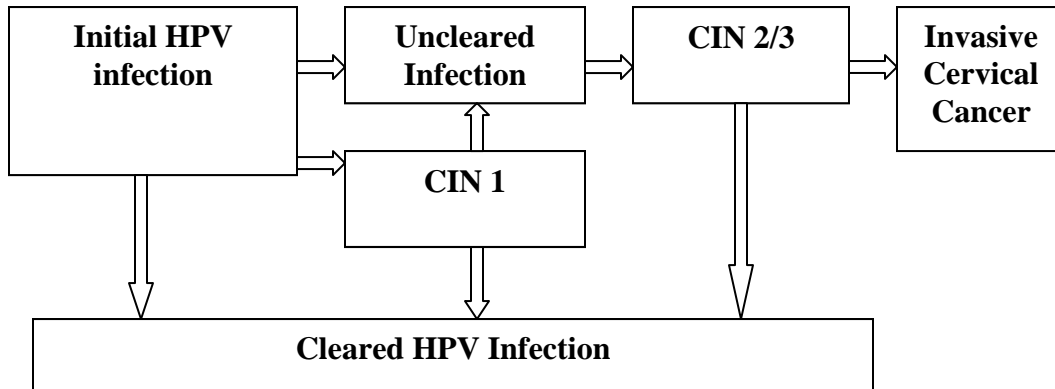 Initial HPV
infection
Uncleared
Infection
CIN 2/3
Invasive
Cervical
Cancer
CIN 1
Cleared HPV Infection